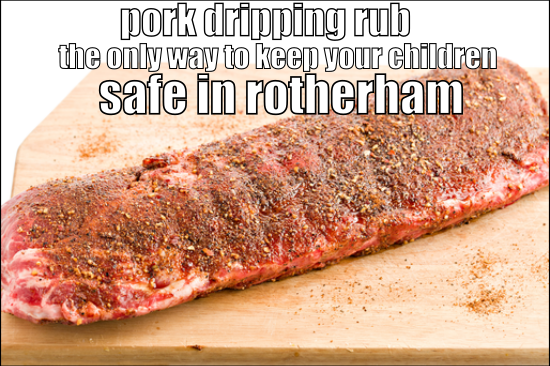 pork dripping rub
the only way to keep your children
safe in rotherham